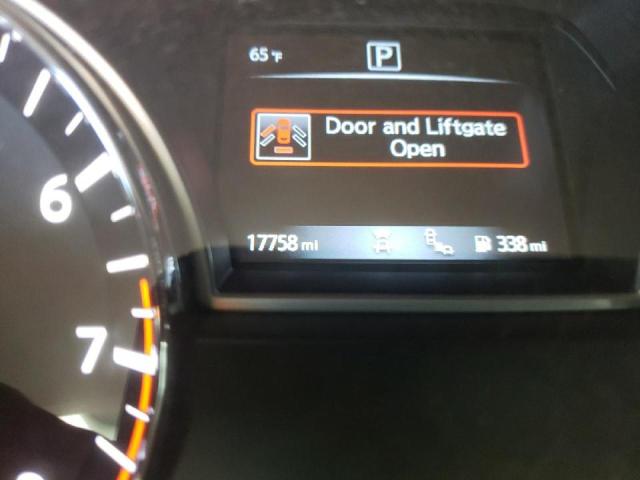 65 °F P
Door and Liftgate
Open
17758 mi 338 mi
6
7